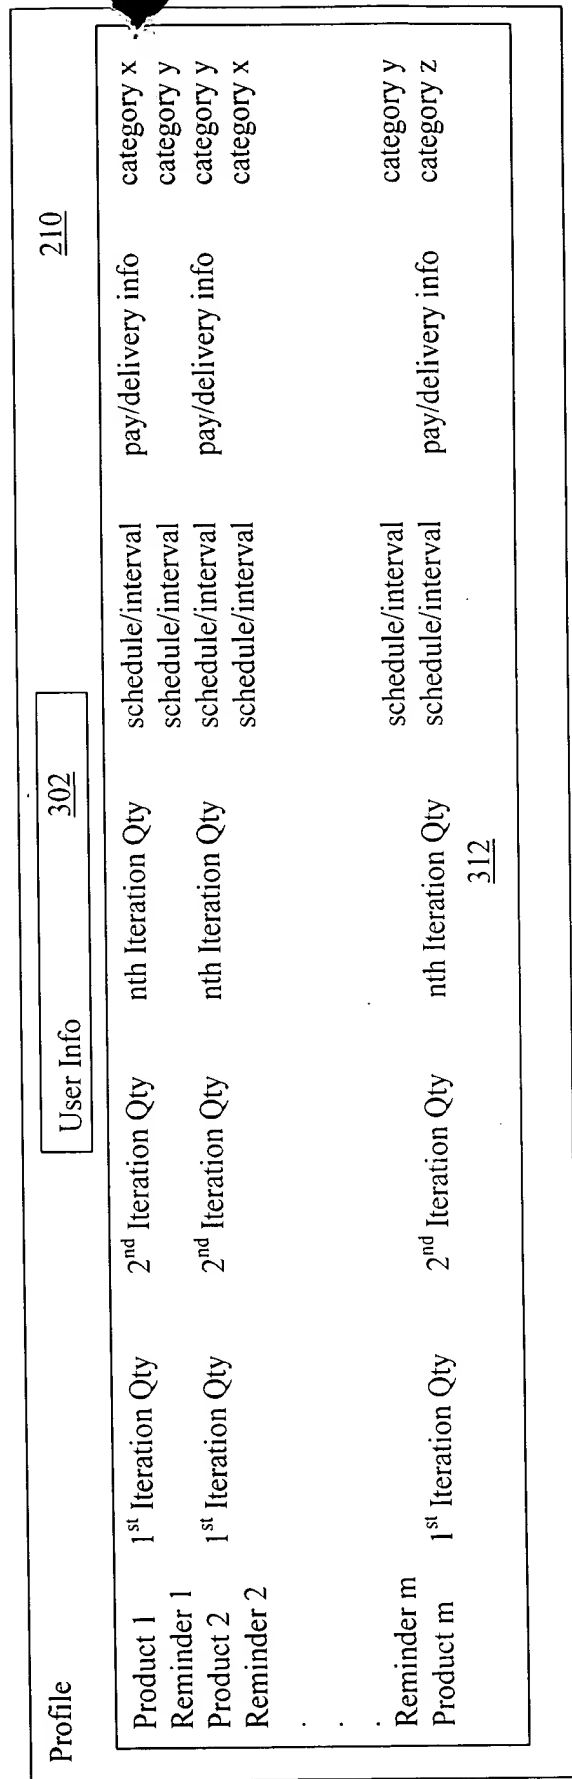 Profile
User Info 302
210
Product 1 1st Iteration Qty 2nd Iteration Qty nth Iteration Qty schedule/interval pay/delivery info category x
Reminder 1 schedule/interval category y
Product 2 1st Iteration Qty 2nd Iteration Qty nth Iteration Qty schedule/interval pay/delivery info category y
Reminder 2 schedule/interval category x
.
.
.
Reminder m schedule/interval category y
Product m 1st Iteration Qty 2nd Iteration Qty nth Iteration Qty schedule/interval pay/delivery info category z
312